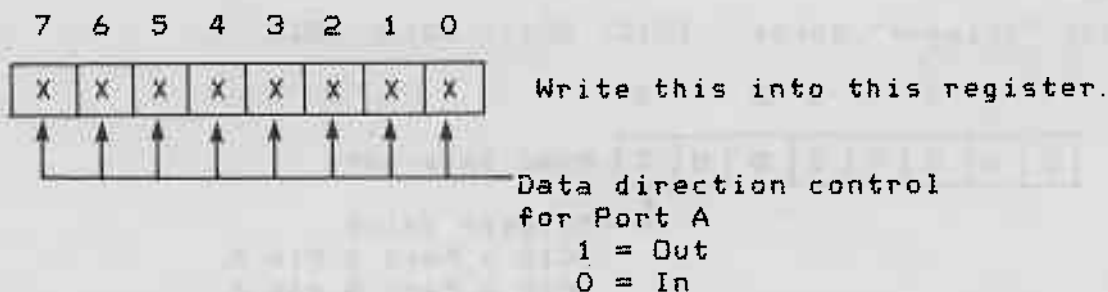 7 6 5 4 3 2 1 0
X X X X X X X X Write this into this register.
Data direction control
for Port A
1 = Out
0 = In